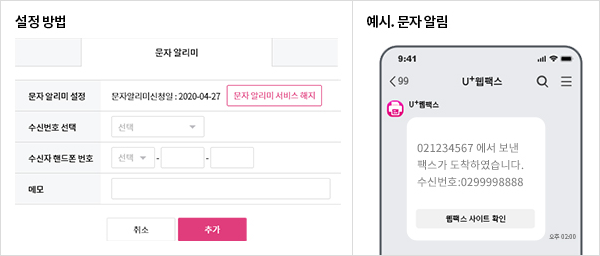 설정 방법
문자 알리미
문자 알리미 설정 문자알리미신청일 : 2020-04-27 문자 알리미 서비스 해지
수신번호 선택 선택
수신자 핸드폰 번호 선택 - -
메모
취소 추가
예시. 문자 알림
9:41
99 U+웹팩스
U+웹팩스
021234567 에서 보낸
팩스가 도착하였습니다.
수신번호:0299998888
웹팩스 사이트 확인
오후 02:00